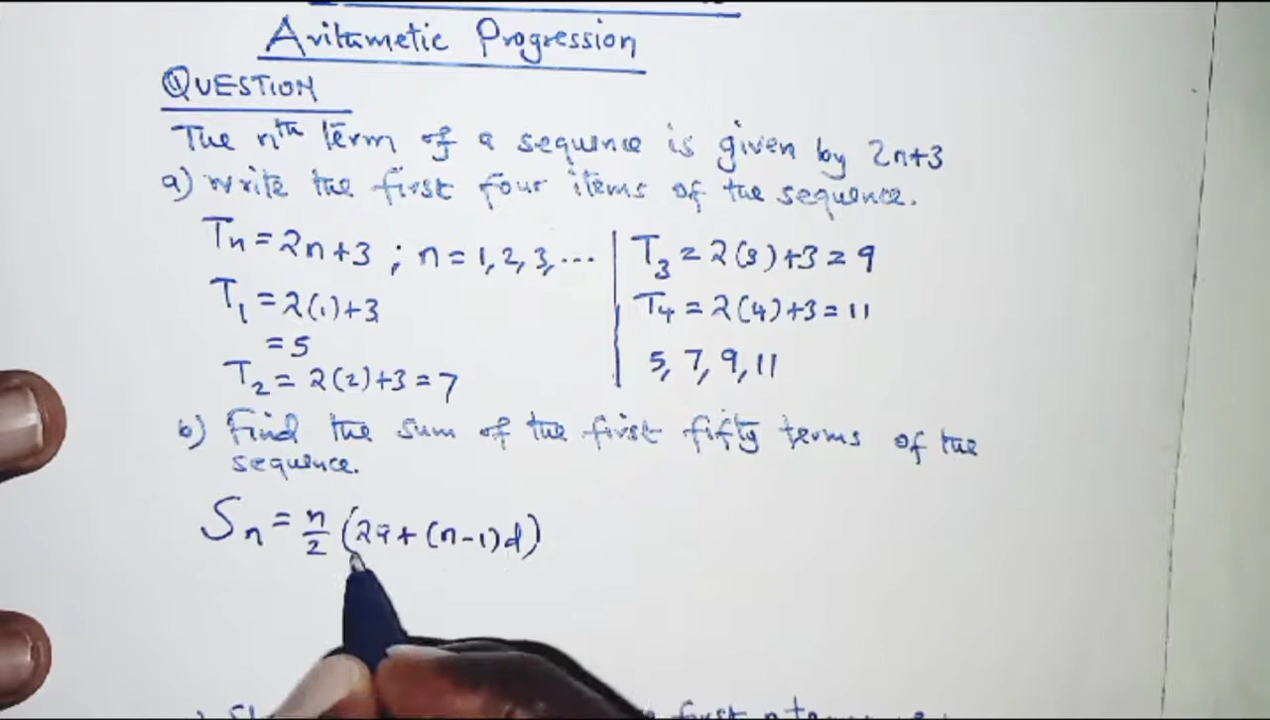 Aritametic Progression
QUESTION
The nth term of a sequence is given by 2n+3
a) Write the first four items of the sequence.
Tn = 2n+3 ; n = 1, 2, 3, ...
T1 = 2(1)+3
= 5
T2 = 2(2)+3 = 7
T3 = 2(3)+3 = 9
T4 = 2(4)+3 = 11
5, 7, 9, 11
b) Find the sum of the first fifty terms of the
sequence.
Sn = n/2 (2a + (n-1)d)
first n